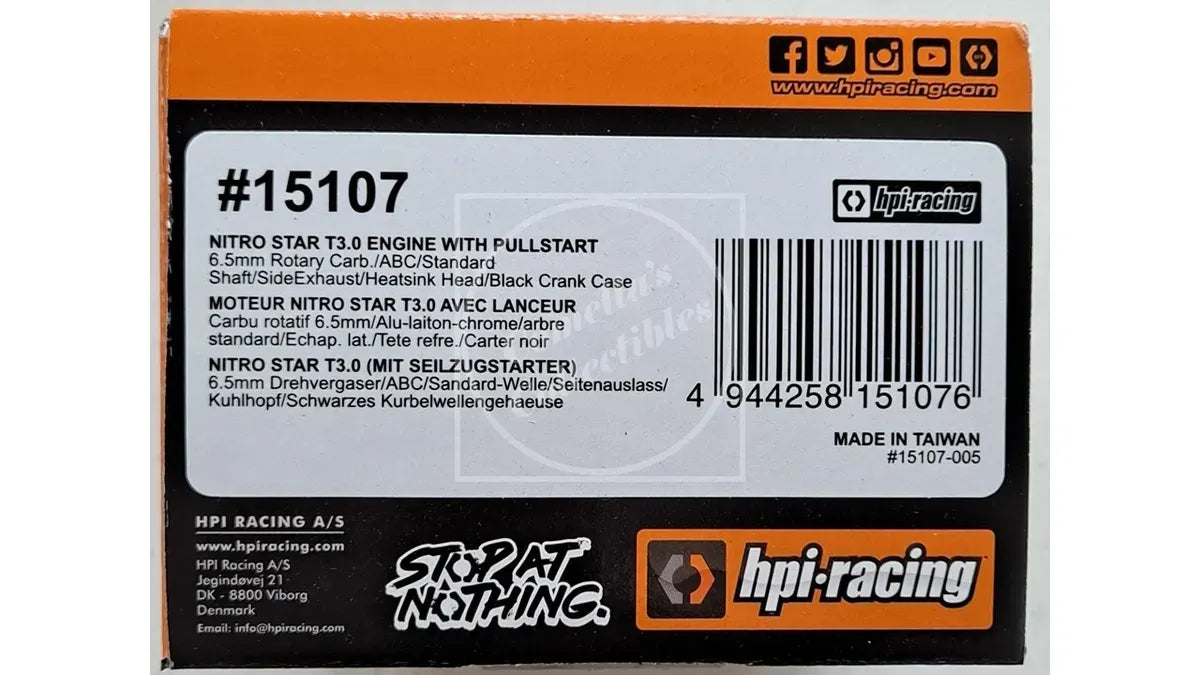 www.hpiracing.com
#15107
hpi·racing
NITRO STAR T3.0 ENGINE WITH PULLSTART
6.5mm Rotary Carb./ABC/Standard
Shaft/SideExhaust/Heatsink Head/Black Crank Case
MOTEUR NITRO STAR T3.0 AVEC LANCEUR
Carbu rotatif 6.5mm/Alu-laiton-chrome/arbre
standard/Echap. lat./Tete refre./Carter noir
NITRO STAR T3.0 (MIT SEILZUGSTARTER)
6.5mm Drehvergaser/ABC/Sandard-Welle/Seitenauslass/
Kuhlhopf/Schwarzes Kurbelwellengehaeuse
4 944258 151076
MADE IN TAIWAN
#15107-005
HPI RACING A/S
www.hpiracing.com
HPI Racing A/S
Jegindøvej 21
DK - 8800 Viborg
Denmark
Email: info@hpiracing.com
STOP AT
NOTHING.
hpi·racing